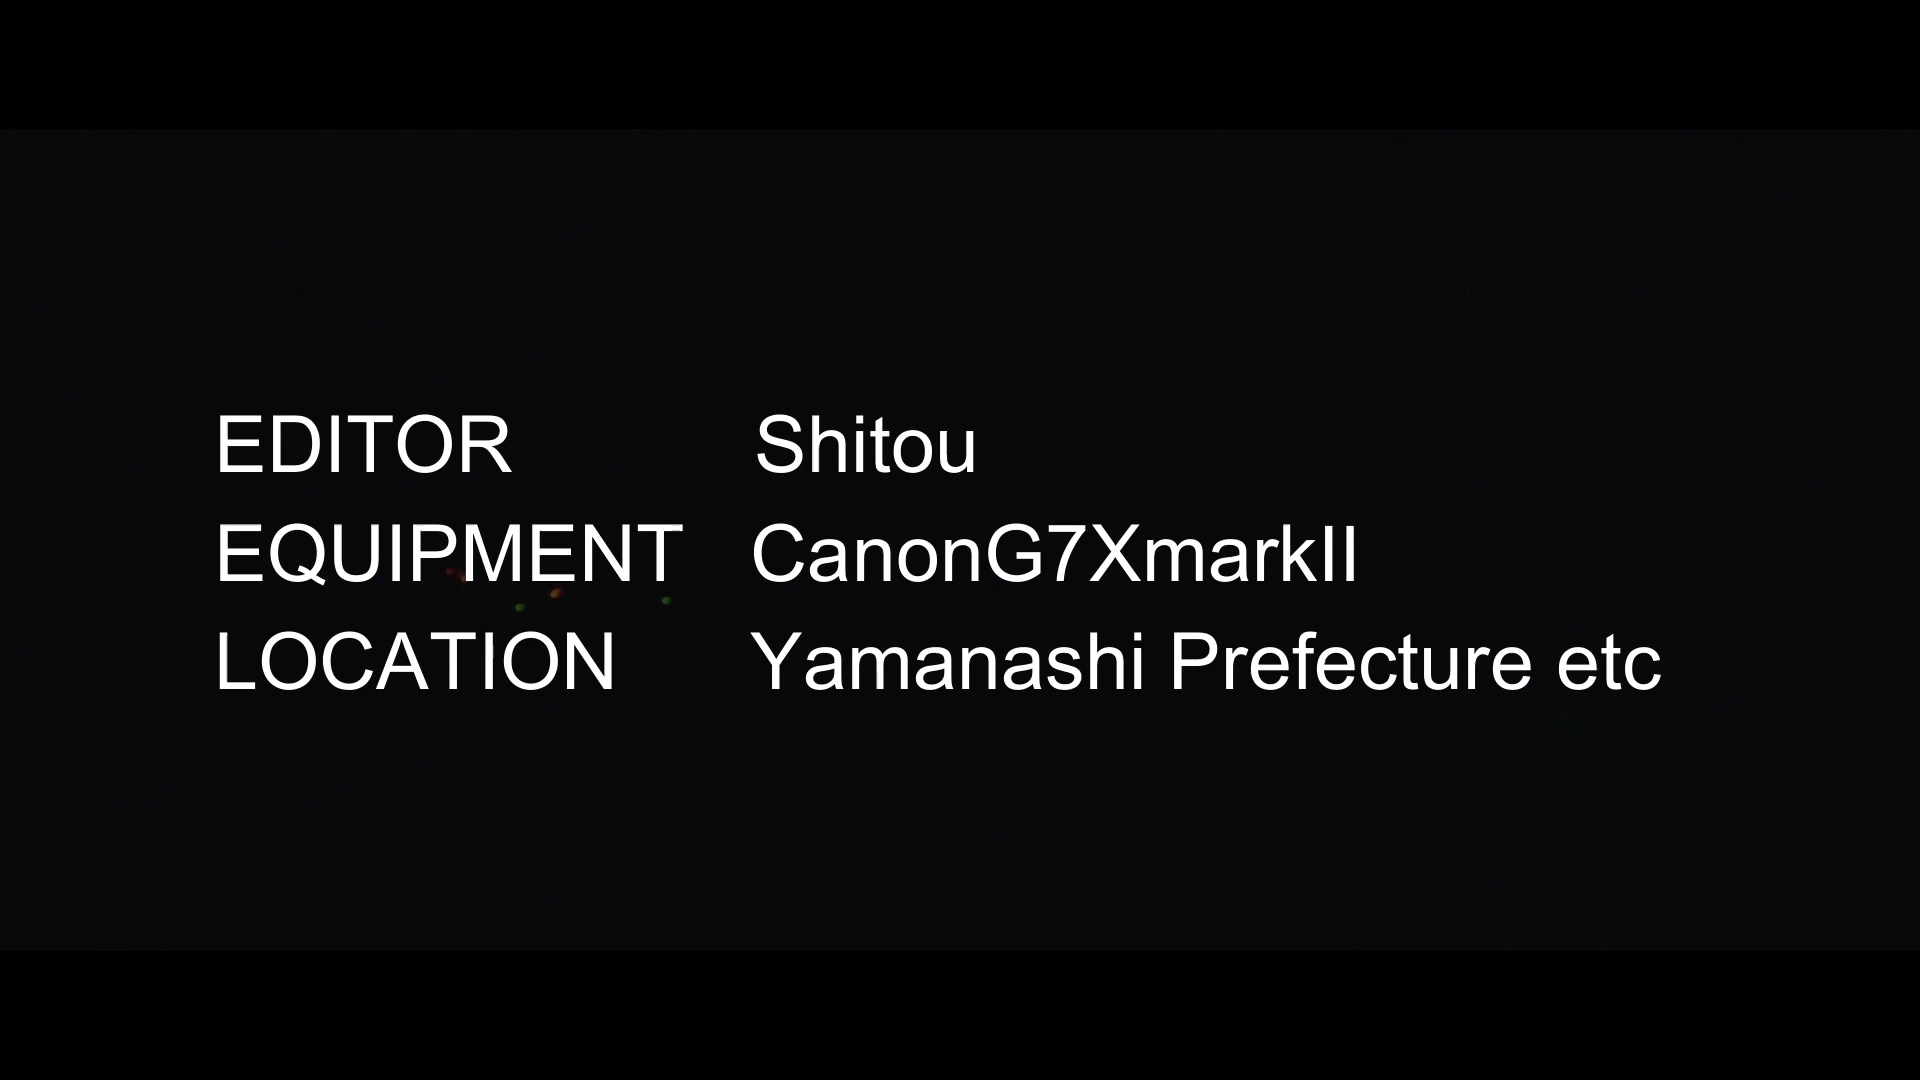 EDITOR Shitou
EQUIPMENT CanonG7XmarkII
LOCATION Yamanashi Prefecture etc